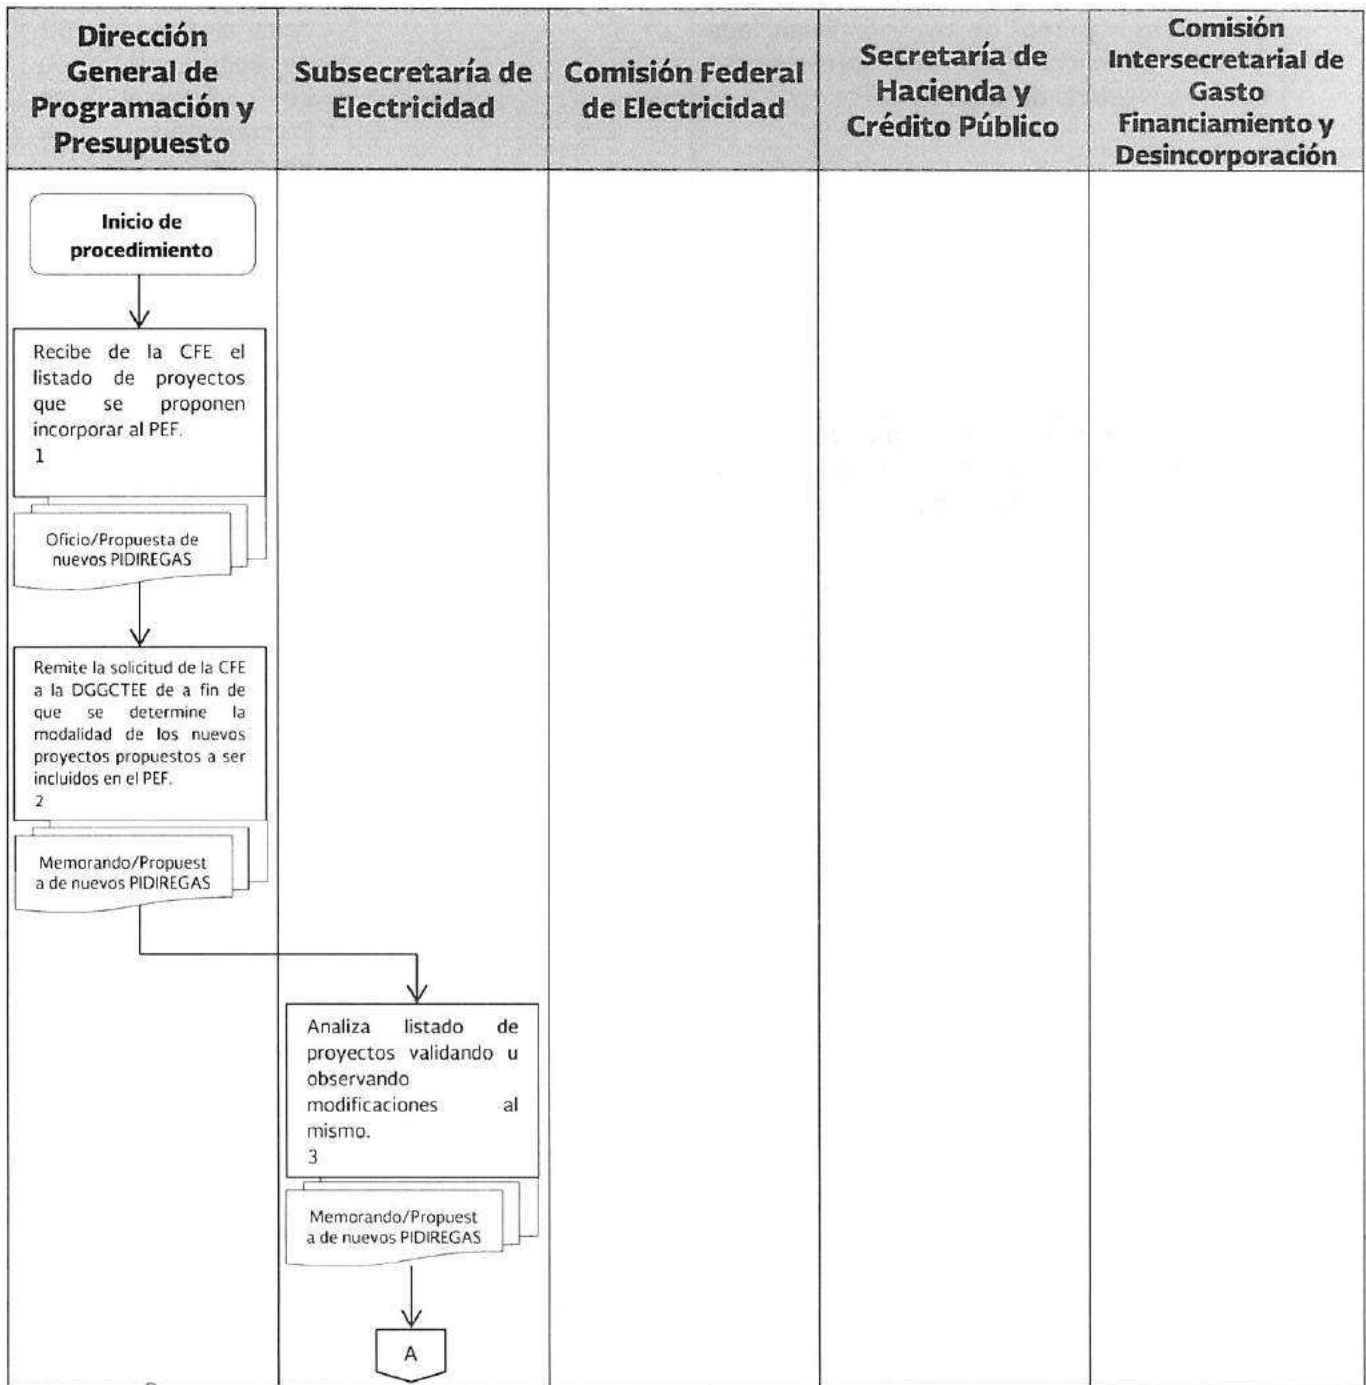 Dirección
General de
Programación y
Presupuesto
Subsecretaría de
Electricidad
Comisión Federal
de Electricidad
Secretaría de
Hacienda y
Crédito Público
Comisión
Intersecretarial de
Gasto
Financiamiento y
Desincorporación
Inicio de
procedimiento
Recibe de la CFE el
listado de proyectos
que se proponen
incorporar al PEF.
1
Oficio/Propuesta de
nuevos PIDIREGAS
Remite la solicitud de la CFE
a la DGGCTEE de a fin de
que se determine la
modalidad de los nuevos
proyectos propuestos a ser
incluidos en el PEF.
2
Memorando/Propuest
a de nuevos PIDIREGAS
Analiza listado de
proyectos validando u
observando
modificaciones al
mismo.
3
Memorando/Propuest
a de nuevos PIDIREGAS
A